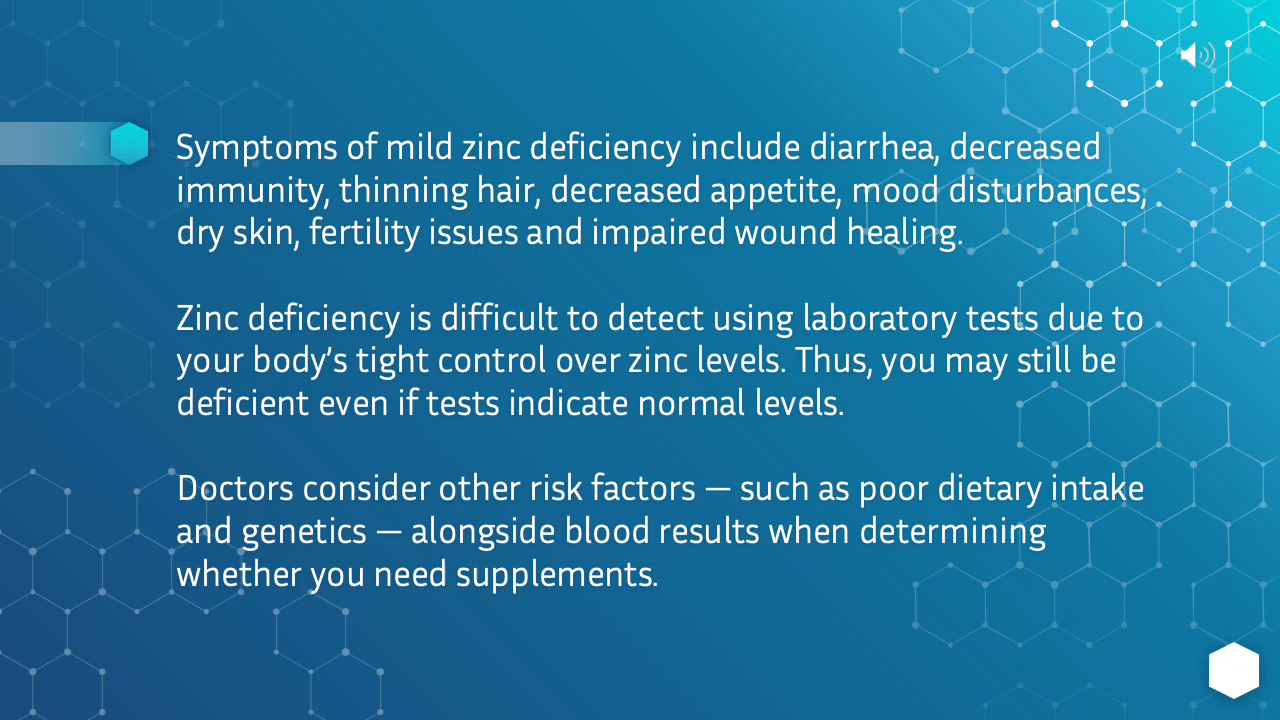 Symptoms of mild zinc deficiency include diarrhea, decreased
immunity, thinning hair, decreased appetite, mood disturbances,
dry skin, fertility issues and impaired wound healing.
Zinc deficiency is difficult to detect using laboratory tests due to
your body’s tight control over zinc levels. Thus, you may still be
deficient even if tests indicate normal levels.
Doctors consider other risk factors — such as poor dietary intake
and genetics — alongside blood results when determining
whether you need supplements.